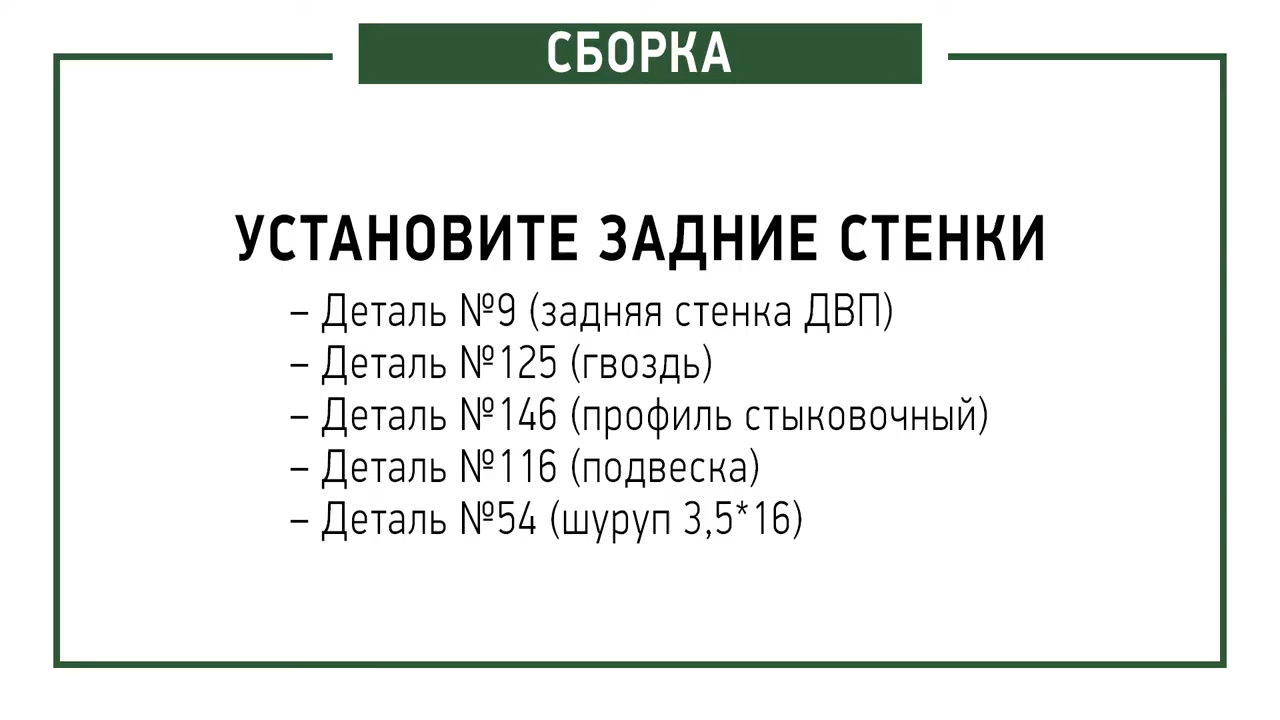 СБОРКА
УСТАНОВИТЕ ЗАДНИЕ СТЕНКИ
– Деталь №9 (задняя стенка ДВП)
– Деталь №125 (гвоздь)
– Деталь №146 (профиль стыковочный)
– Деталь №116 (подвеска)
– Деталь №54 (шуруп 3,5*16)